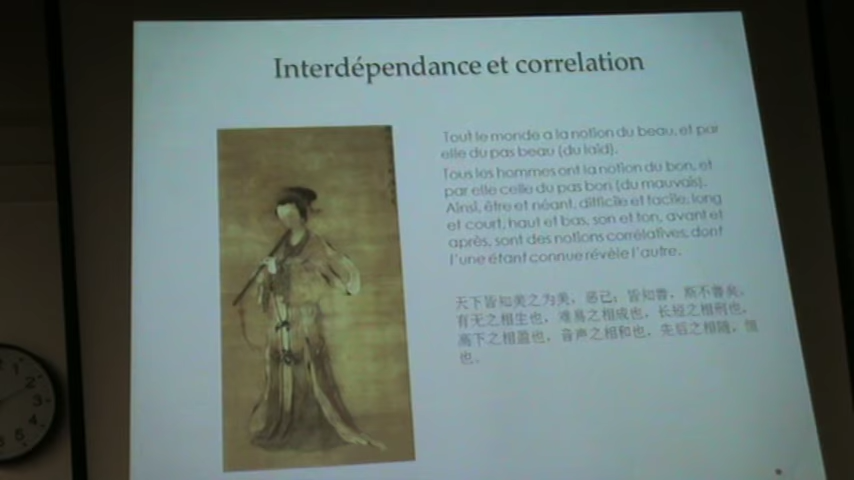 Interdépendance et correlation
Tout le monde a la notion du beau, et par
elle du pas beau (du laid).
Tous les hommes ont la notion du bon, et
par elle celle du pas bon (du mauvais).
Ainsi, être et néant, difficile et facile, long
et court, haut et bas, son et ton, avant et
après, sont des notions corrélatives, dont
l'une étant connue révèle l'autre.
天下皆知美之为美,恶已;皆知善,斯不善矣。
有无之相生也,难易之相成也,长短之相刑也,
高下之相盈也,音声之相和也,先后之相随,恒
也。
1
2
3
4
5